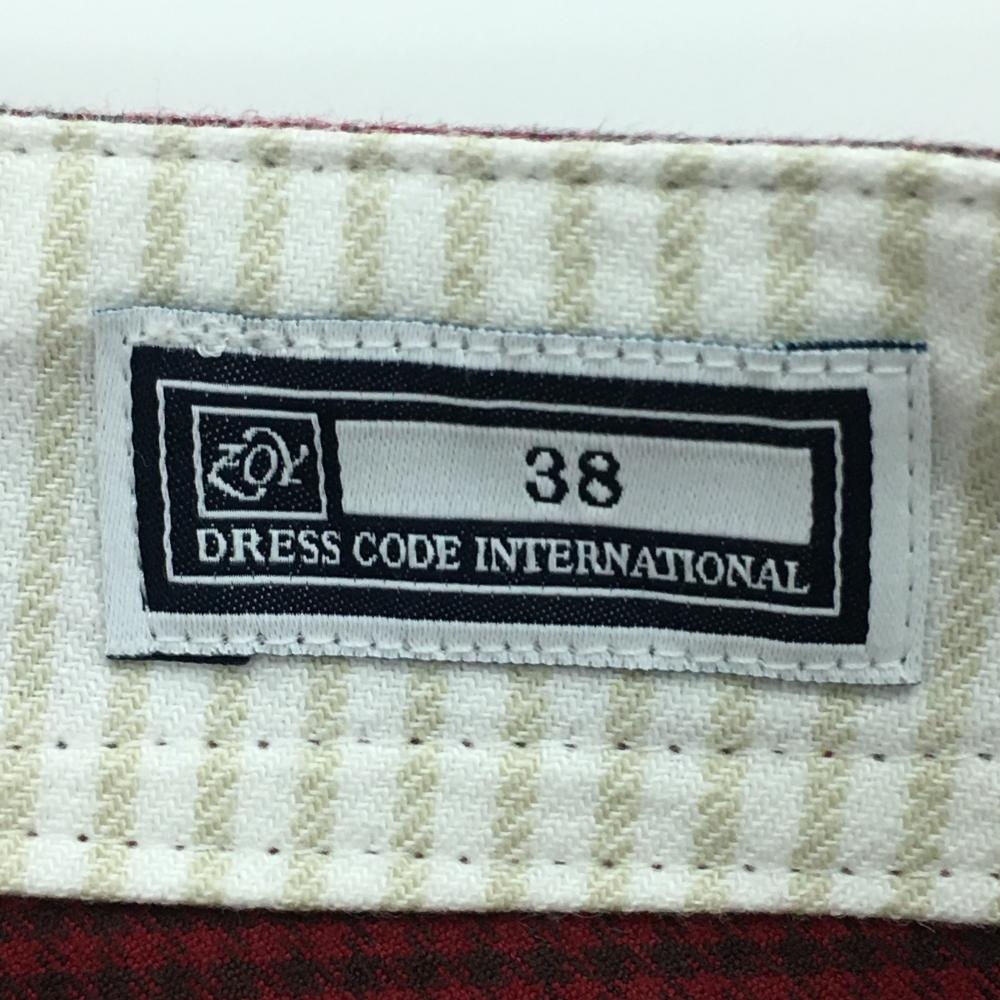 ZOY
38
DRESS CODE INTERNATIONAL